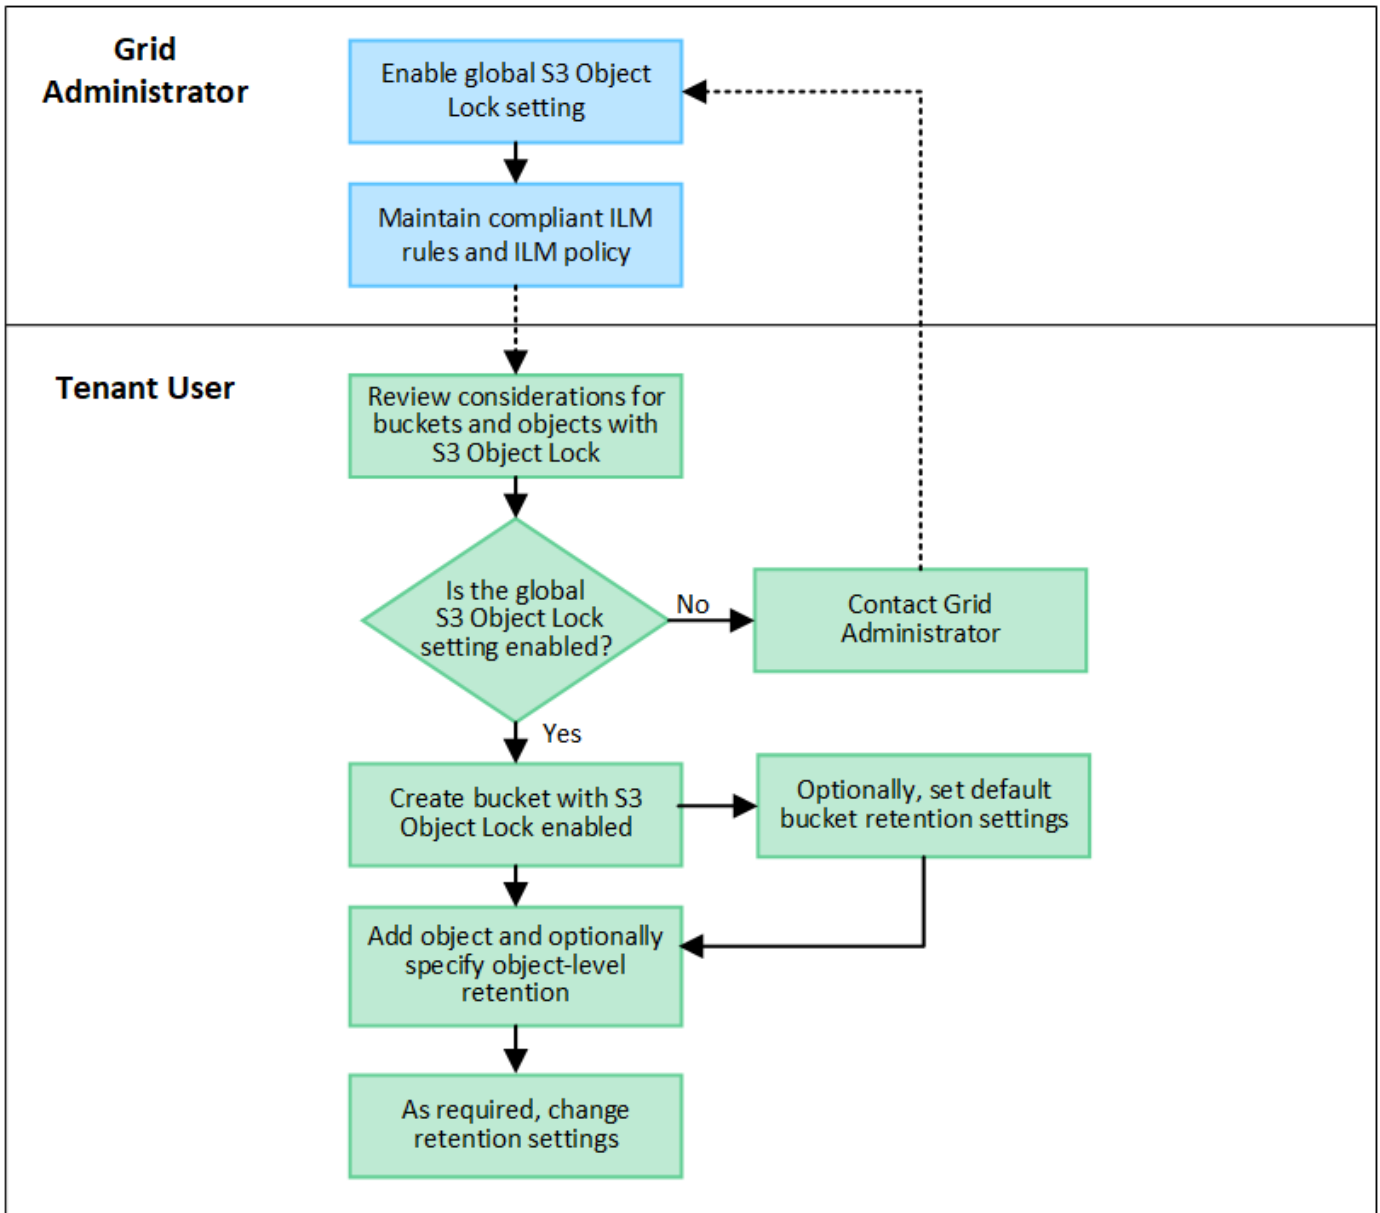 Grid
Administrator
Enable global S3 Object
Lock setting
Maintain compliant ILM
rules and ILM policy
Tenant User
Review considerations for
buckets and objects with
S3 Object Lock
Is the global
S3 Object Lock
setting enabled?
No
Contact Grid
Administrator
Yes
Create bucket with S3
Object Lock enabled
Optionally, set default
bucket retention settings
Add object and optionally
specify object-level
retention
As required, change
retention settings